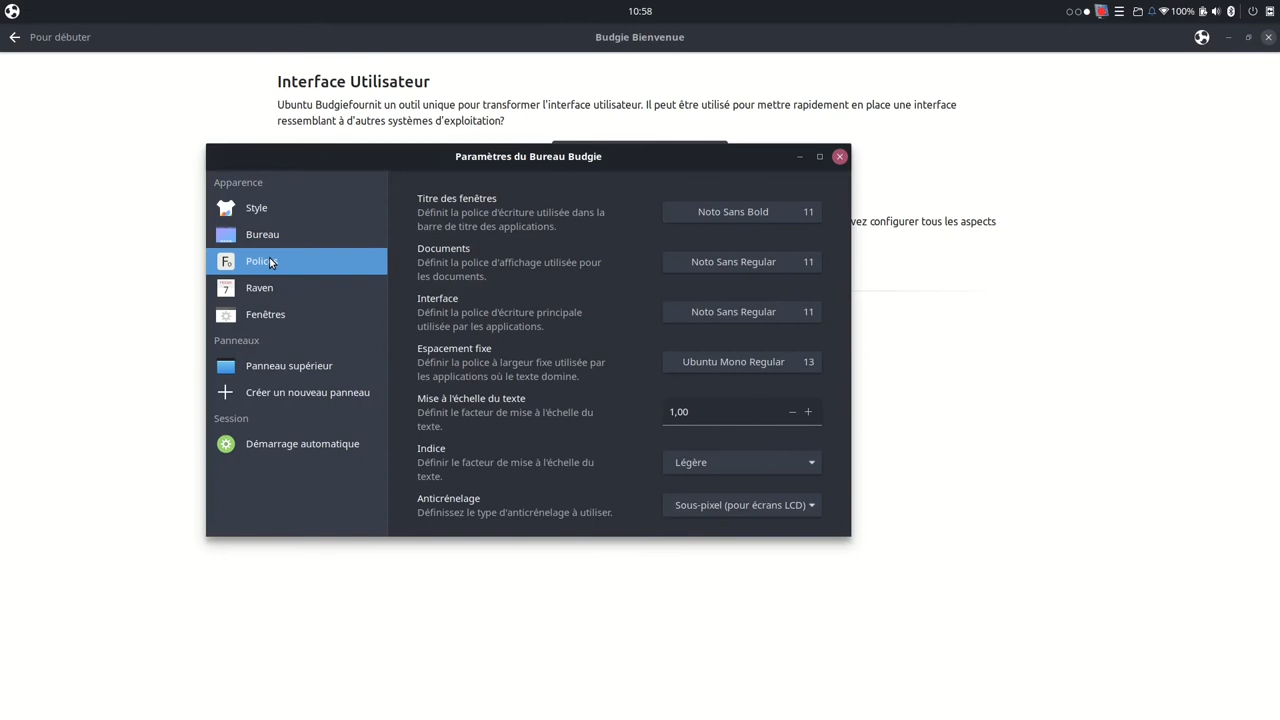 10:58
100%
Pour débuter
Budgie Bienvenue
Interface Utilisateur
Ubuntu Budgiefournit un outil unique pour transformer l'interface utilisateur. Il peut être utilisé pour mettre rapidement en place une interface
ressemblant à d'autres systèmes d'exploitation?
vez configurer tous les aspects
Paramètres du Bureau Budgie
Apparence
Style
Bureau
Raven
Fenêtres
Panneaux
Panneau supérieur
Créer un nouveau panneau
Session
Démarrage automatique
Titre des fenêtres
Définit la police d'écriture utilisée dans la
barre de titre des applications.
Noto Sans Bold 11
Documents
Définit la police d'affichage utilisée pour
les documents.
Noto Sans Regular 11
Interface
Définit la police d'écriture principale
utilisée par les applications.
Noto Sans Regular 11
Espacement fixe
Définir la police à largeur fixe utilisée par
les applications où le texte domine.
Ubuntu Mono Regular 13
Mise à l'échelle du texte
Définit le facteur de mise à l'échelle du
texte.
1,00
Indice
Définir le facteur de mise à l'échelle du
texte.
Légère
Anticrénelage
Définissez le type d'anticrénelage à utiliser.
Sous-pixel (pour écrans LCD)